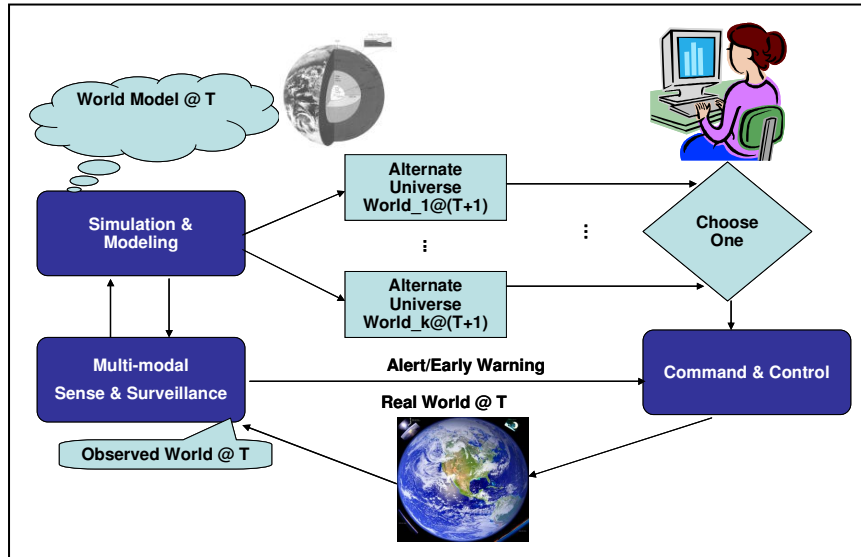 World Model @ T
Simulation &
Modeling
Alternate
Universe
World_1@(T+1)
...
...
Alternate
Universe
World_k@(T+1)
Choose
One
Multi-modal
Sense & Surveillance
Alert/Early Warning
Command & Control
Real World @ T
Observed World @ T